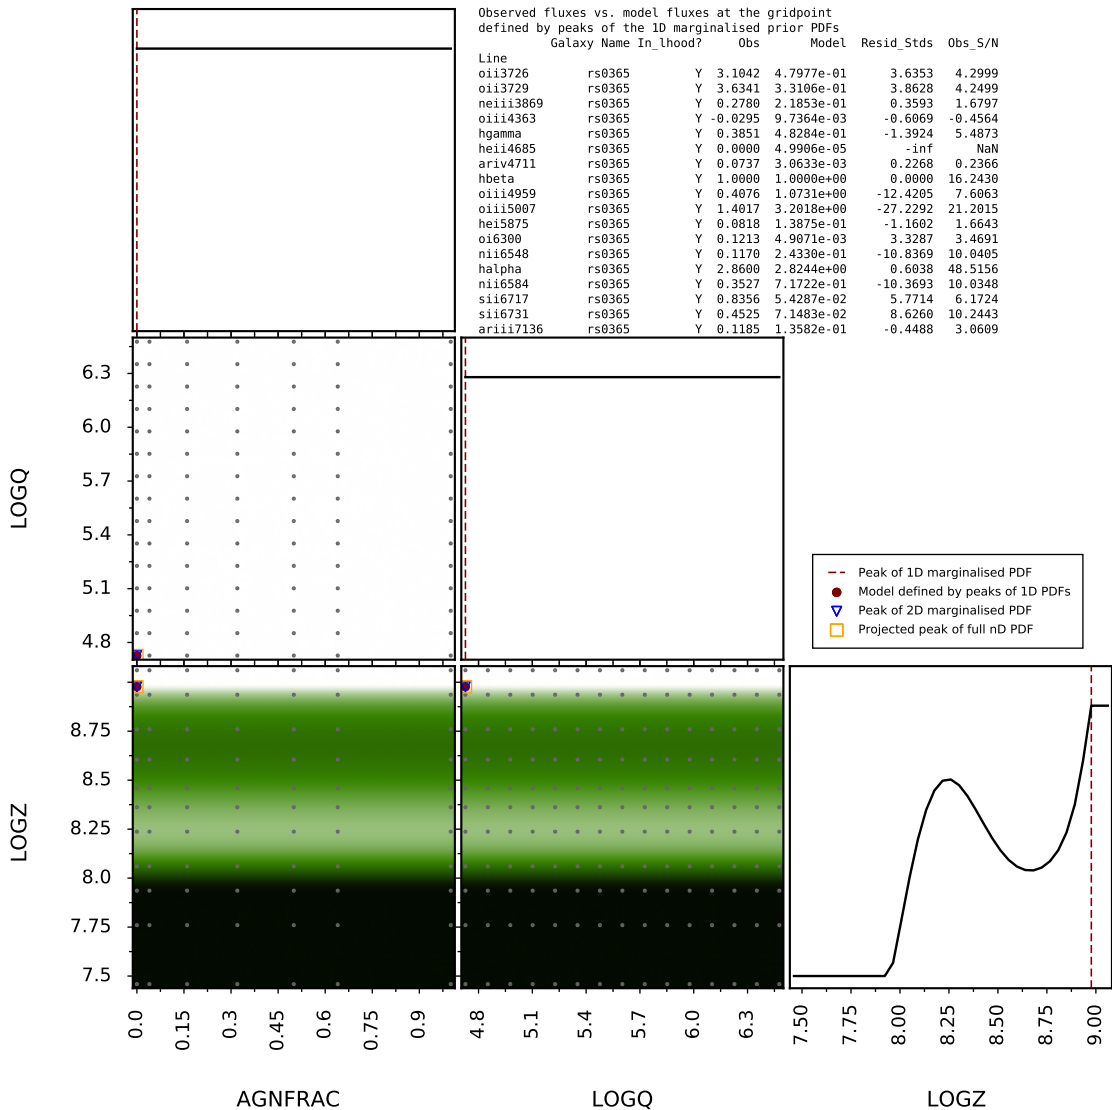 Observed fluxes vs. model fluxes at the gridpoint
defined by peaks of the 1D marginalised prior PDFs
Galaxy Name In_lhood? Obs Model Resid_Stds Obs_S/N
Line
oii3726 rs0365 Y 3.1042 4.7977e-01 3.6353 4.2999
oii3729 rs0365 Y 3.6341 3.3106e-01 3.8628 4.2499
neiii3869 rs0365 Y 0.2780 2.1853e-01 0.3593 1.6797
oiii4363 rs0365 Y -0.0295 9.7364e-03 -0.6069 -0.4564
hgamma rs0365 Y 0.3851 4.8284e-01 -1.3924 5.4873
heii4685 rs0365 Y 0.0000 4.9906e-05 -inf NaN
ariv4711 rs0365 Y 0.0737 3.0633e-03 0.2268 0.2366
hbeta rs0365 Y 1.0000 1.0000e+00 0.0000 16.2430
oiii4959 rs0365 Y 0.4076 1.0731e+00 -12.4205 7.6063
oiii5007 rs0365 Y 1.4017 3.2018e+00 -27.2292 21.2015
hei5875 rs0365 Y 0.0818 1.3875e-01 -1.1602 1.6643
oi6300 rs0365 Y 0.1213 4.9071e-03 3.3287 3.4691
nii6548 rs0365 Y 0.1170 2.4330e-01 -10.8369 10.0405
halpha rs0365 Y 2.8600 2.8244e+00 0.6038 48.5156
nii6584 rs0365 Y 0.3527 7.1722e-01 -10.3693 10.0348
sii6717 rs0365 Y 0.8356 5.4287e-02 5.7714 6.1724
sii6731 rs0365 Y 0.4525 7.1483e-02 8.6260 10.2443
ariii7136 rs0365 Y 0.1185 1.3582e-01 -0.4488 3.0609
6.3
6.0
5.7
5.4
5.1
4.8
LOGQ
Peak of 1D marginalised PDF
Model defined by peaks of 1D PDFs
Peak of 2D marginalised PDF
Projected peak of full nD PDF
8.75
8.5
8.25
8.0
7.75
7.5
LOGZ
0.0 0.15 0.3 0.45 0.6 0.75 0.9
4.8 5.1 5.4 5.7 6.0 6.3
7.50 7.75 8.00 8.25 8.50 8.75 9.00
AGNFRAC LOGQ LOGZ